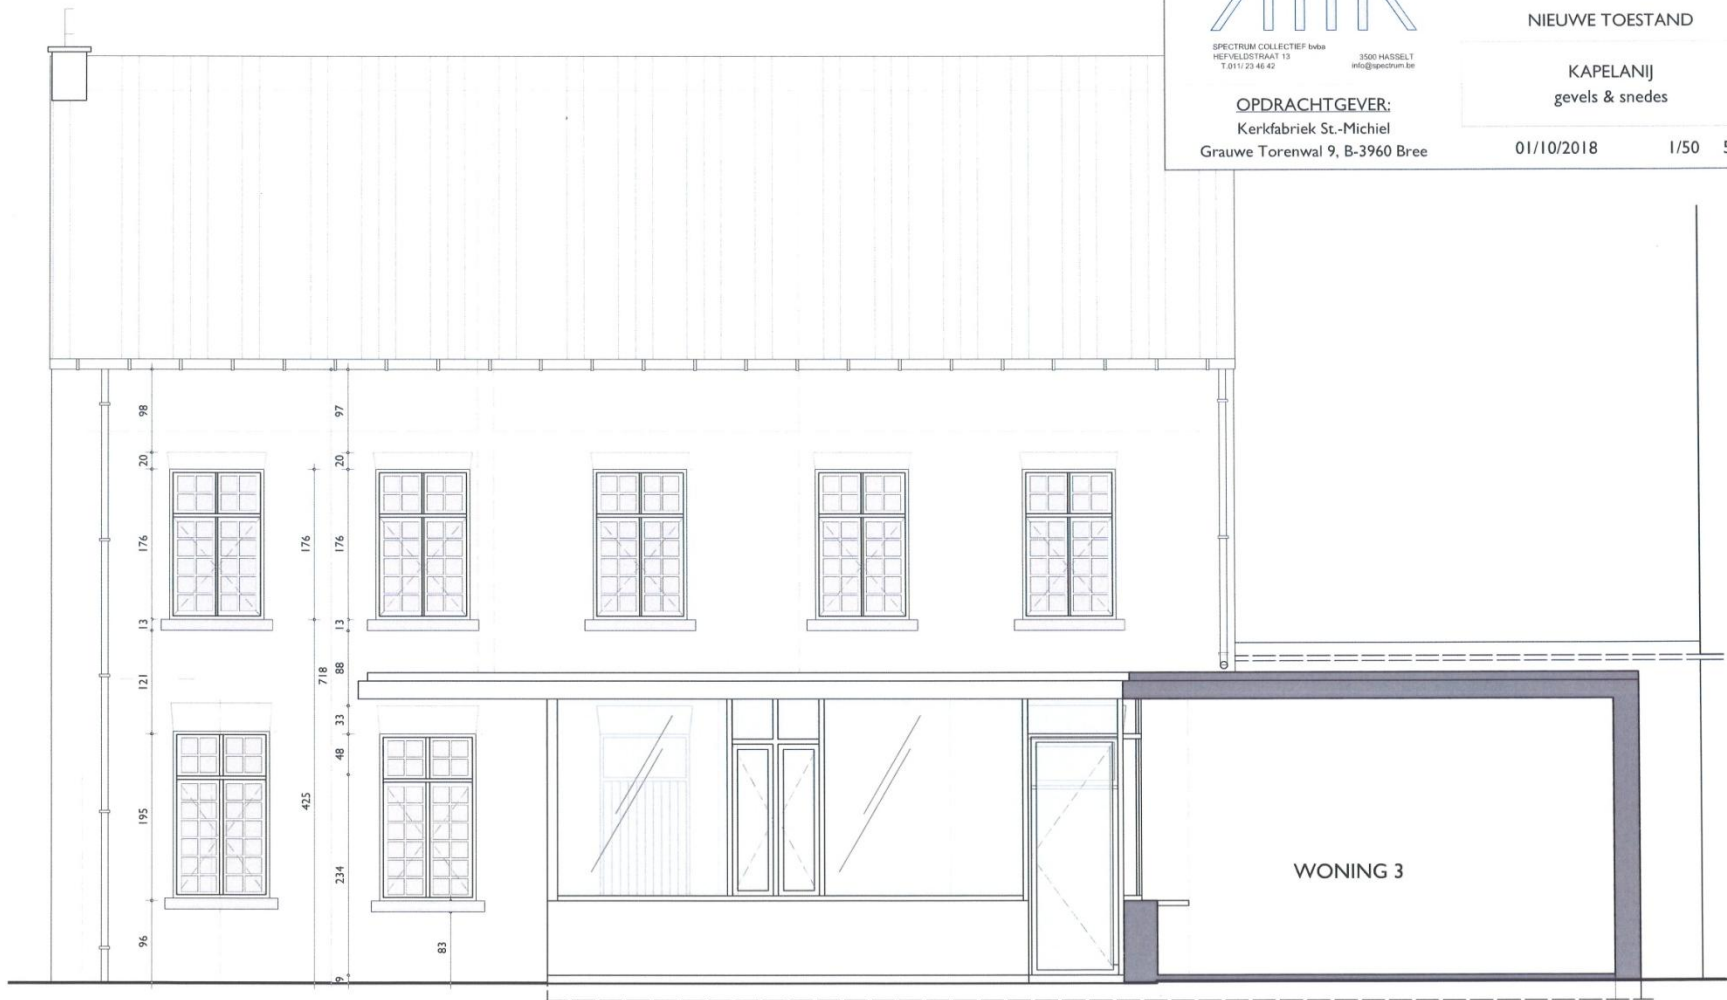 NIEUWE TOESTAND
SPECTRUM COLLECTIEF bvba
HEFVELDSTRAAT 13 3500 HASSELT
T.011/ 23 46 42 info@spectrum.be
KAPELANIJ
gevels & snedes
OPDRACHTGEVER:
Kerkfabriek St.-Michiel
Grauwe Torenwal 9, B-3960 Bree
01/10/2018 1/50
98
97
20
20
176
176
176
13
13
121
718
88
33
48
195
425
234
96
83
9
WONING 3